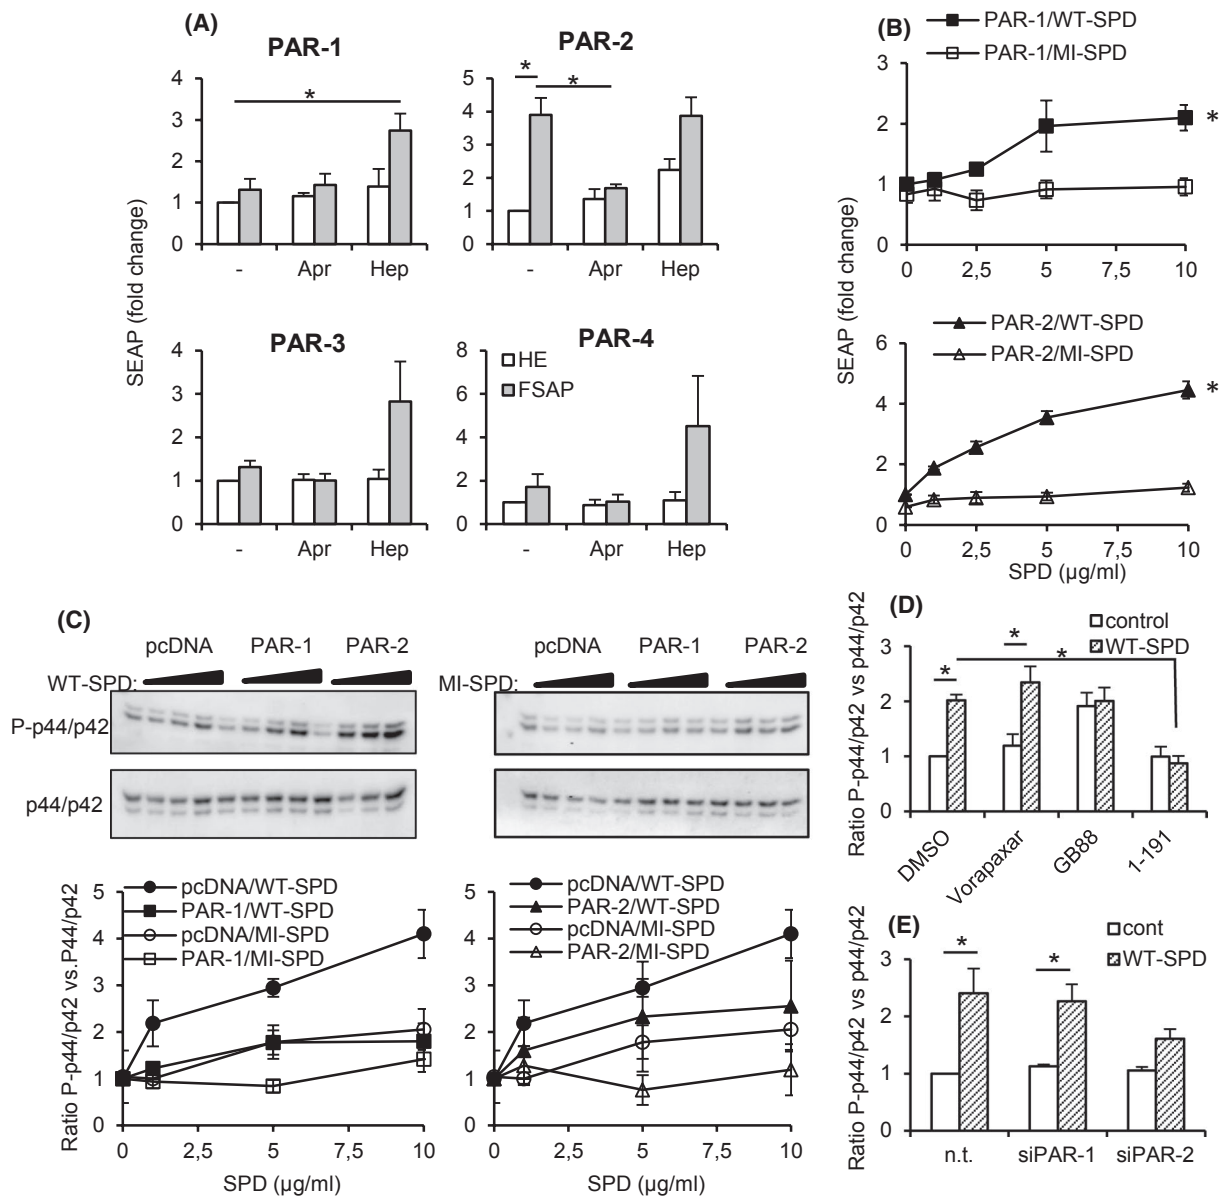 (A)
PAR-1
4
3
2
1
0
*
- Apr Hep
PAR-2
5
4
3
2
1
0
* *
- Apr Hep
SEAP (fold change)
PAR-3
4
3
2
1
0
- Apr Hep
PAR-4
8
6
4
2
0
HE
FSAP
- Apr Hep
(B)
PAR-1/WT-SPD
PAR-1/MI-SPD
3
2
1
0
*
0 2,5 5 7,5 10
SEAP (fold change)
PAR-2/WT-SPD
PAR-2/MI-SPD
6
4
2
0
*
0 2,5 5 7,5 10
SPD (µg/ml)
(C)
pcDNA PAR-1 PAR-2
WT-SPD:
P-p44/p42
p44/p42
pcDNA PAR-1 PAR-2
MI-SPD:
Ratio P-p44/p42 vs.P44/p42
5
4
3
2
1
0
pcDNA/WT-SPD
PAR-1/WT-SPD
pcDNA/MI-SPD
PAR-1/MI-SPD
0 2,5 5 7,5 10
SPD (µg/ml)
5
4
3
2
1
0
pcDNA/WT-SPD
PAR-2/WT-SPD
pcDNA/MI-SPD
PAR-2/MI-SPD
0 2,5 5 7,5 10
SPD (µg/ml)
(D)
Ratio P-p44/p42 vs p44/p42
3
2
1
0
control
WT-SPD
* * *
DMSO Vorapaxar GB88 1-191
(E)
Ratio P-p44/p42 vs p44/p42
3
2
1
0
cont
WT-SPD
* *
n.t. siPAR-1 siPAR-2